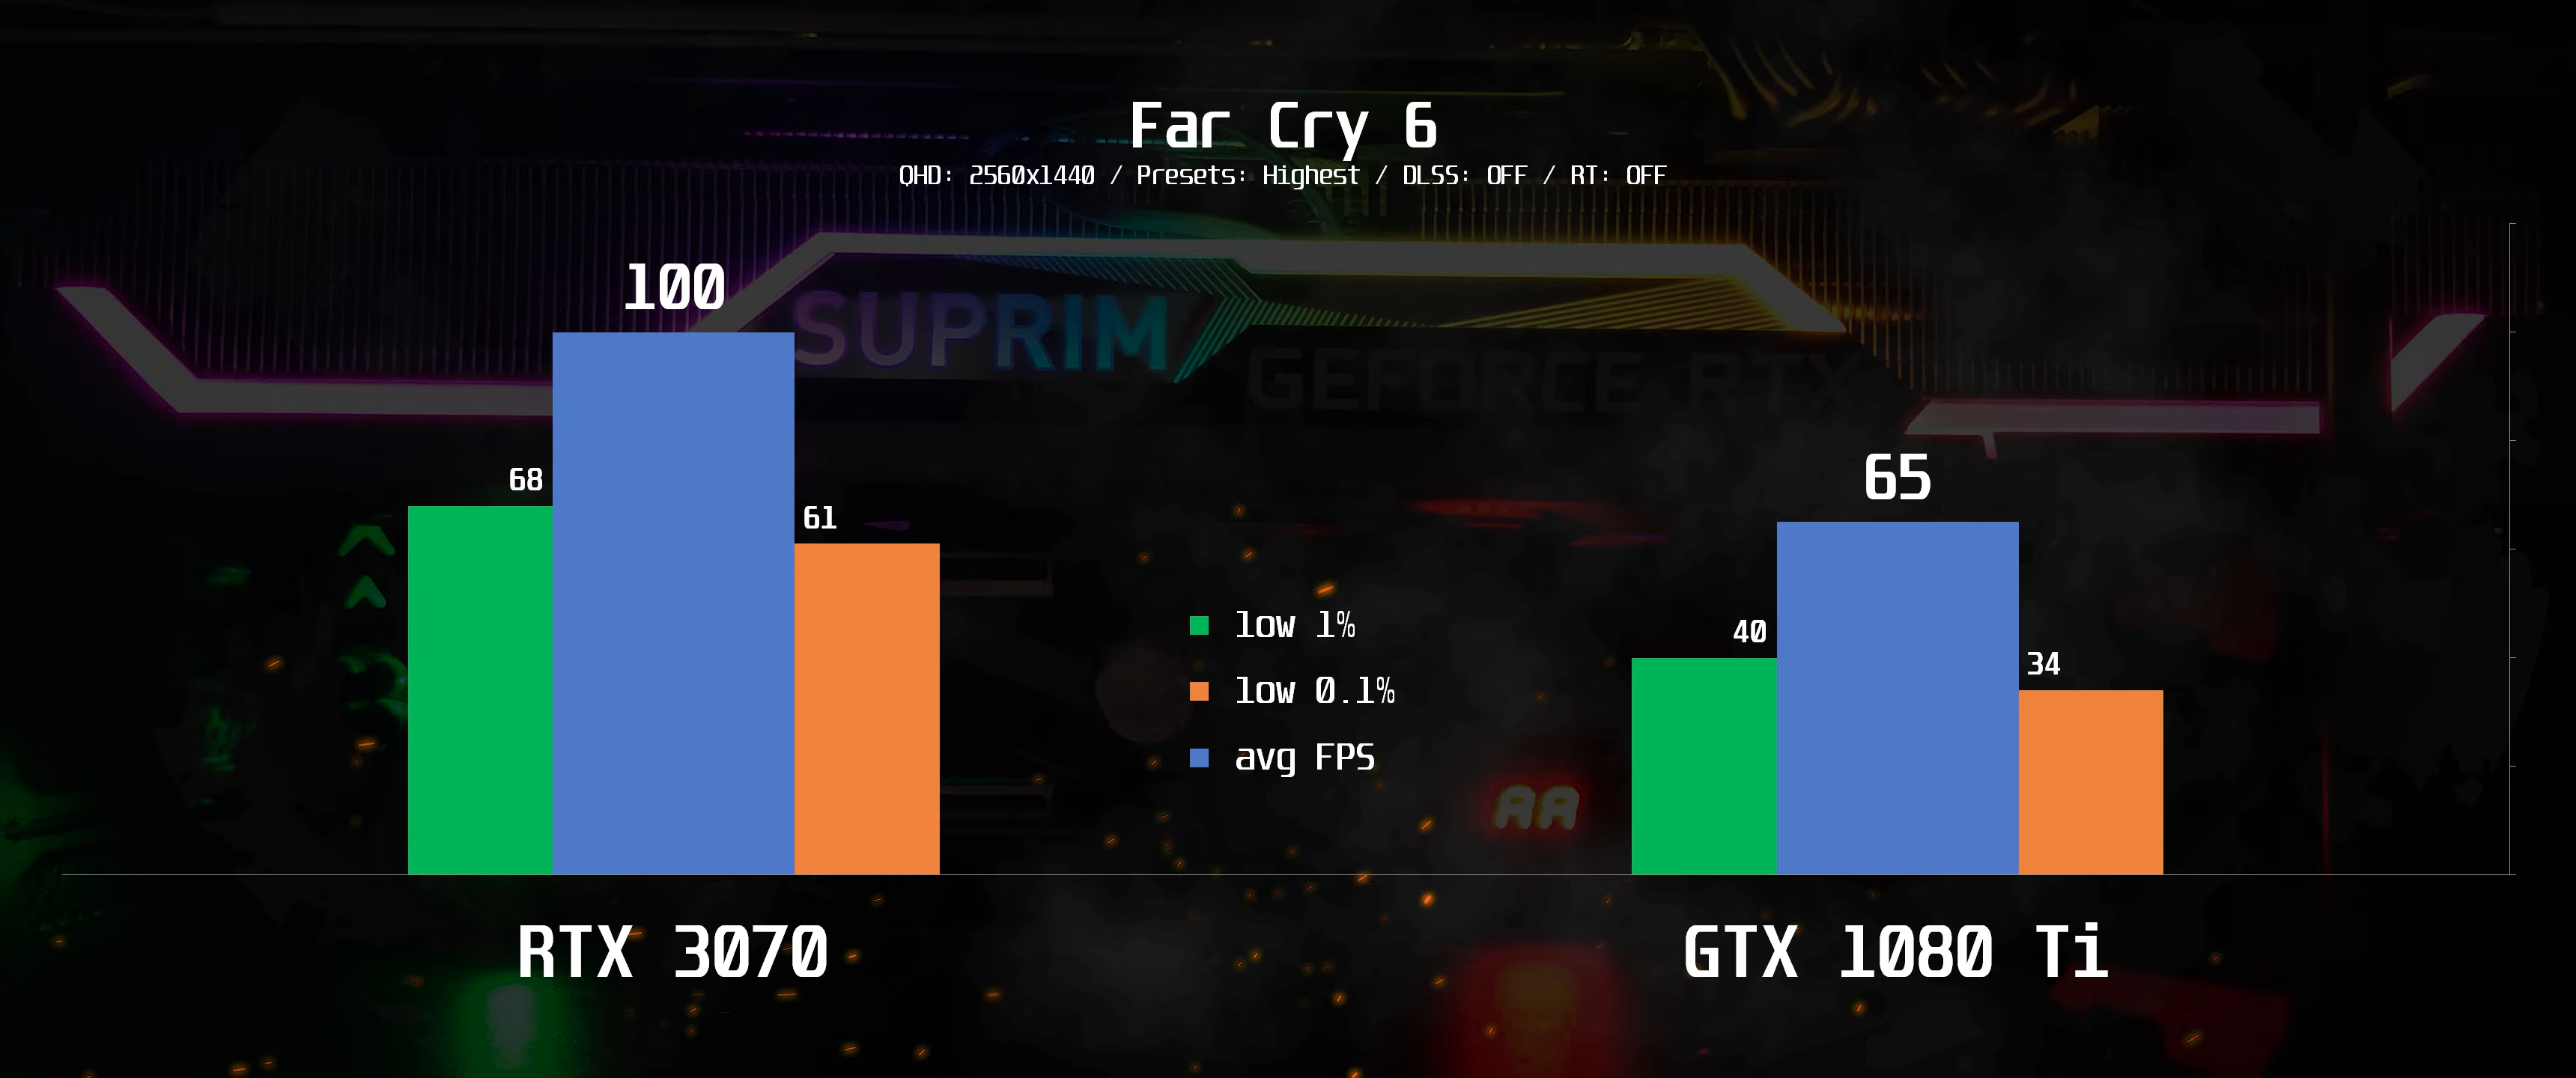 Far Cry 6
QHD: 2560x1440 / Presets: Highest / DLSS: OFF / RT: OFF
SUPRIM
GEFORCE RTX
100
68
61
65
40
34
low 1%
low 0.1%
avg FPS
AA
RTX 3070
GTX 1080 Ti